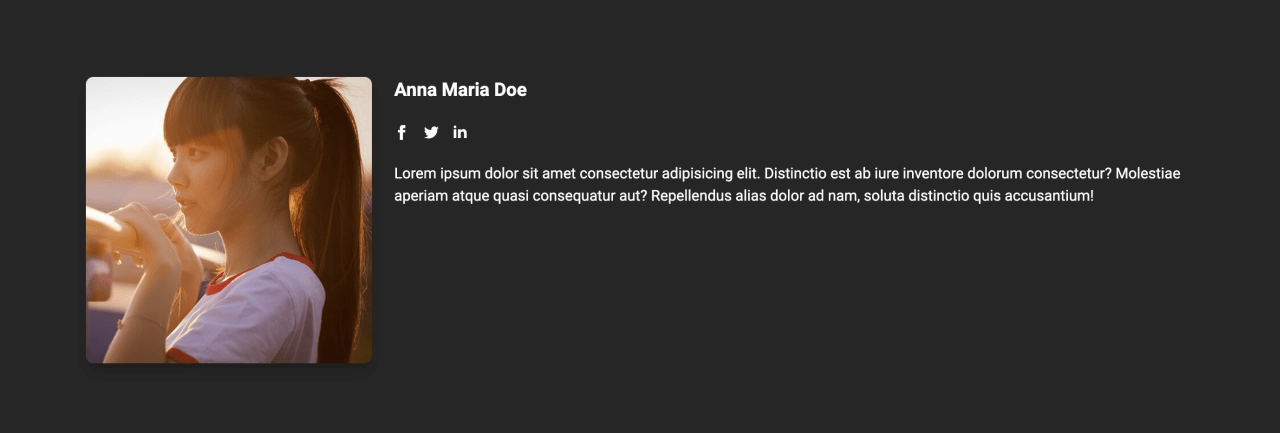 Anna Maria Doe
Lorem ipsum dolor sit amet consectetur adipisicing elit. Distinctio est ab iure inventore dolorum consectetur? Molestiae
aperiam atque quasi consequatur aut? Repellendus alias dolor ad nam, soluta distinctio quis accusantium!